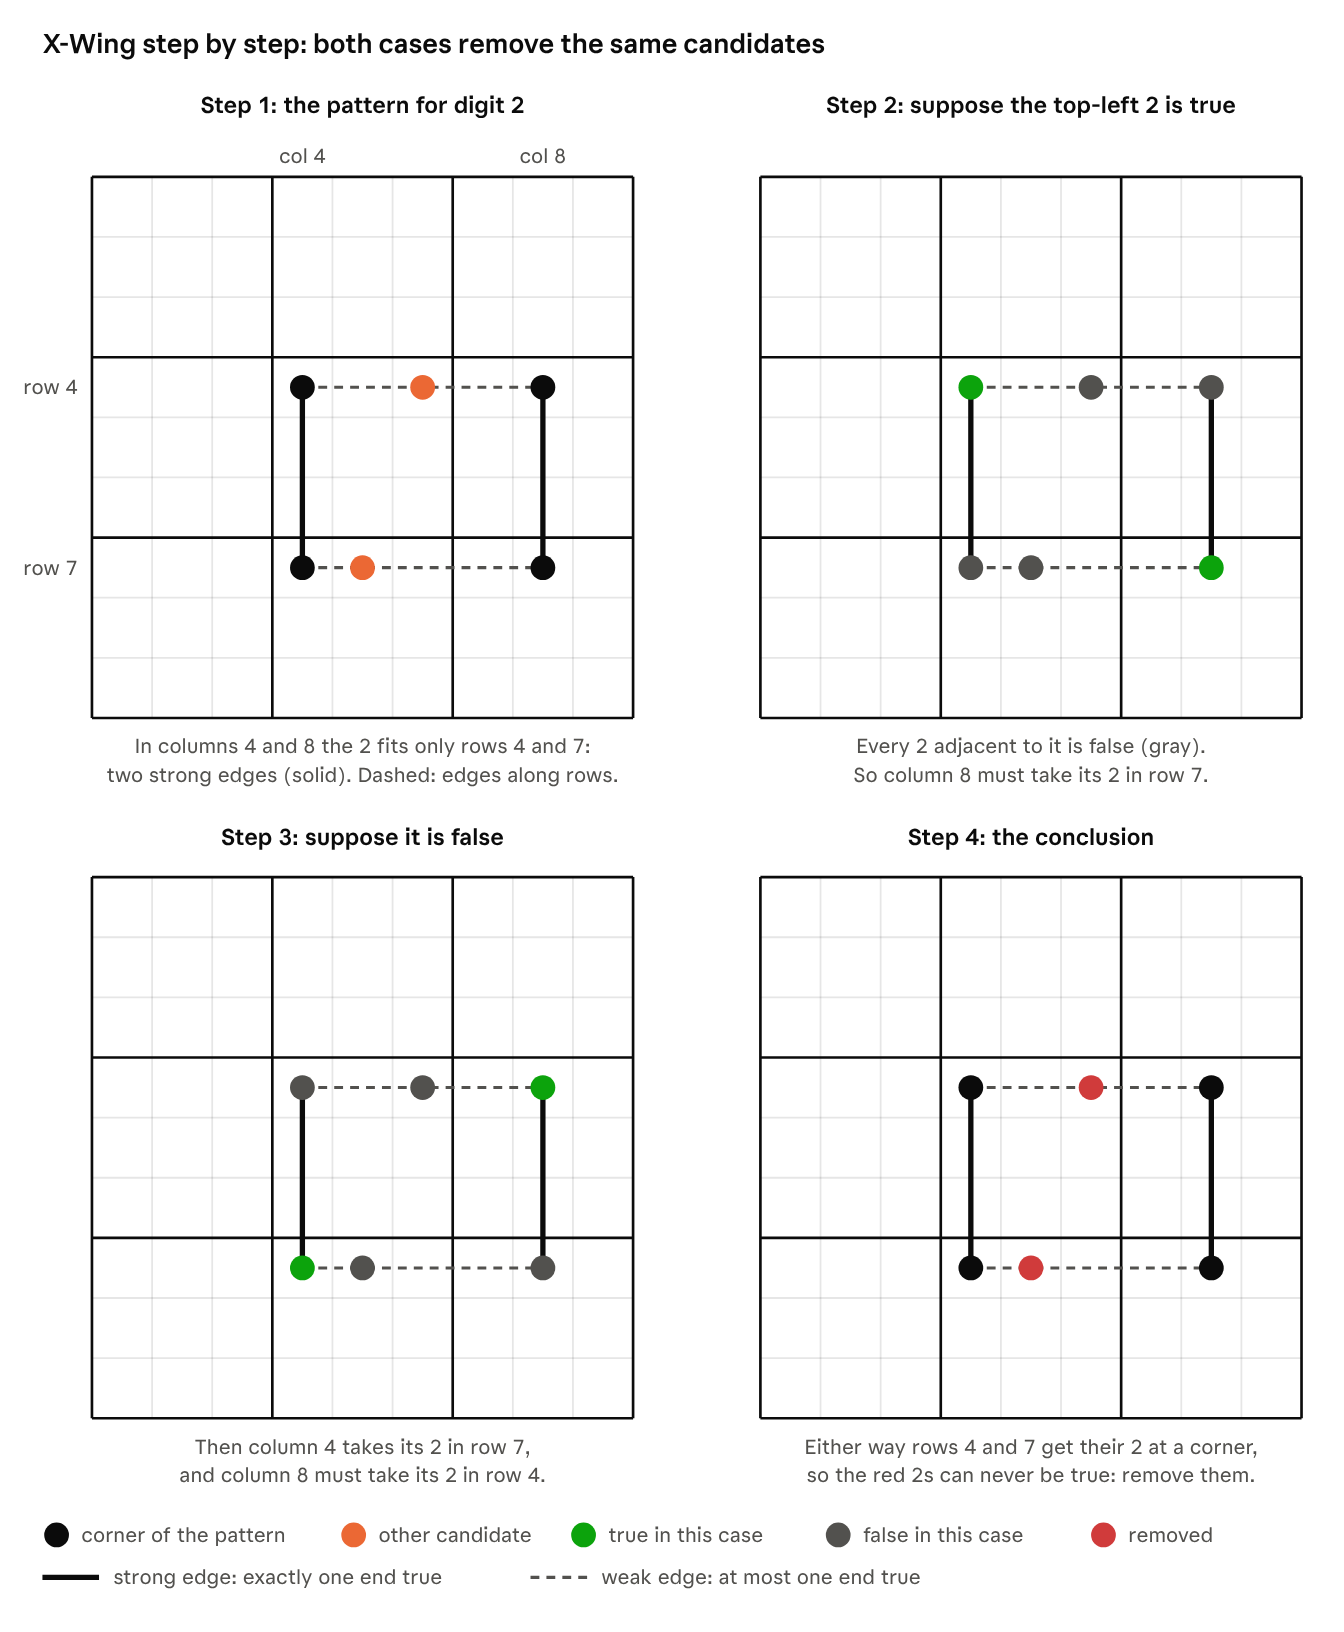 X-Wing step by step: both cases remove the same candidates
Step 1: the pattern for digit 2
col 4
col 8
row 4
row 7
In columns 4 and 8 the 2 fits only rows 4 and 7:
two strong edges (solid). Dashed: edges along rows.
Step 2: suppose the top-left 2 is true
Every 2 adjacent to it is false (gray).
So column 8 must take its 2 in row 7.
Step 3: suppose it is false
Then column 4 takes its 2 in row 7,
and column 8 must take its 2 in row 4.
Step 4: the conclusion
Either way rows 4 and 7 get their 2 at a corner,
so the red 2s can never be true: remove them.
corner of the pattern
other candidate
true in this case
false in this case
removed
strong edge: exactly one end true
weak edge: at most one end true